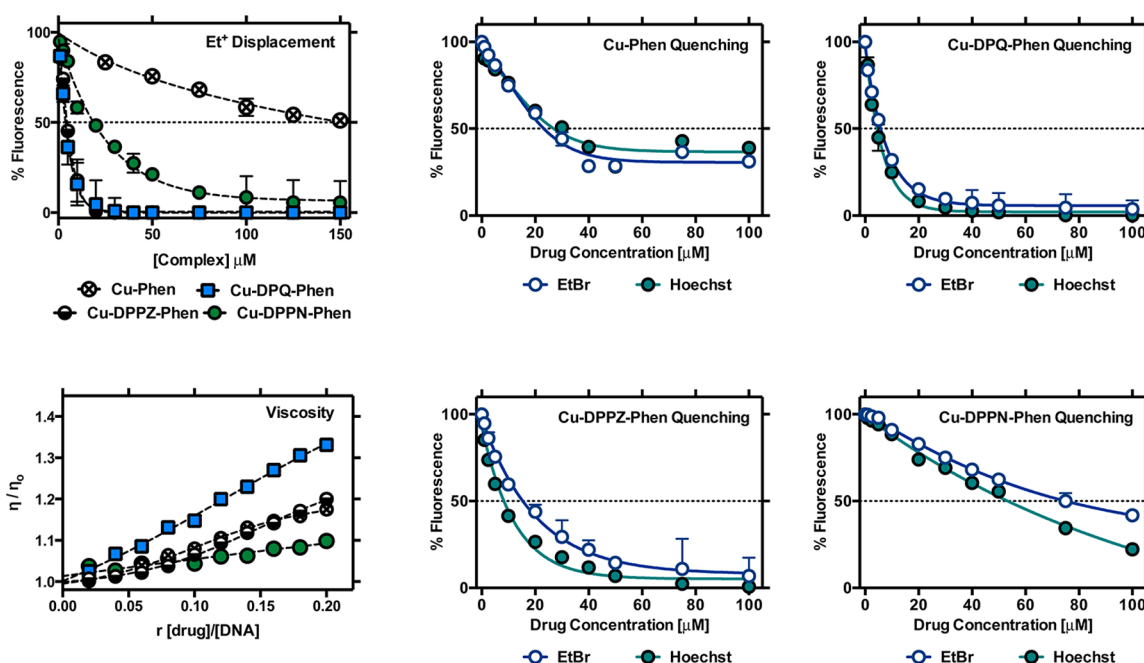 Et⁺ Displacement
% Fluorescence
100
50
0
0
50
100
150
[Complex] μM
Cu-Phen
Cu-DPQ-Phen
Cu-DPPZ-Phen
Cu-DPPN-Phen
Cu-Phen Quenching
% Fluorescence
100
50
0
0 20 40 60 80 100
Drug Concentration [μM]
EtBr
Hoechst
Cu-DPQ-Phen Quenching
% Fluorescence
100
50
0
0 20 40 60 80 100
Drug Concentration [μM]
EtBr
Hoechst
Viscosity
η / ηo
1.4
1.3
1.2
1.1
1.0
0.00 0.05 0.10 0.15 0.20
r [drug]/[DNA]
Cu-DPPZ-Phen Quenching
% Fluorescence
100
50
0
0 20 40 60 80 100
Drug Concentration [μM]
EtBr
Hoechst
Cu-DPPN-Phen Quenching
% Fluorescence
100
50
0
0 20 40 60 80 100
Drug Concentration [μM]
EtBr
Hoechst